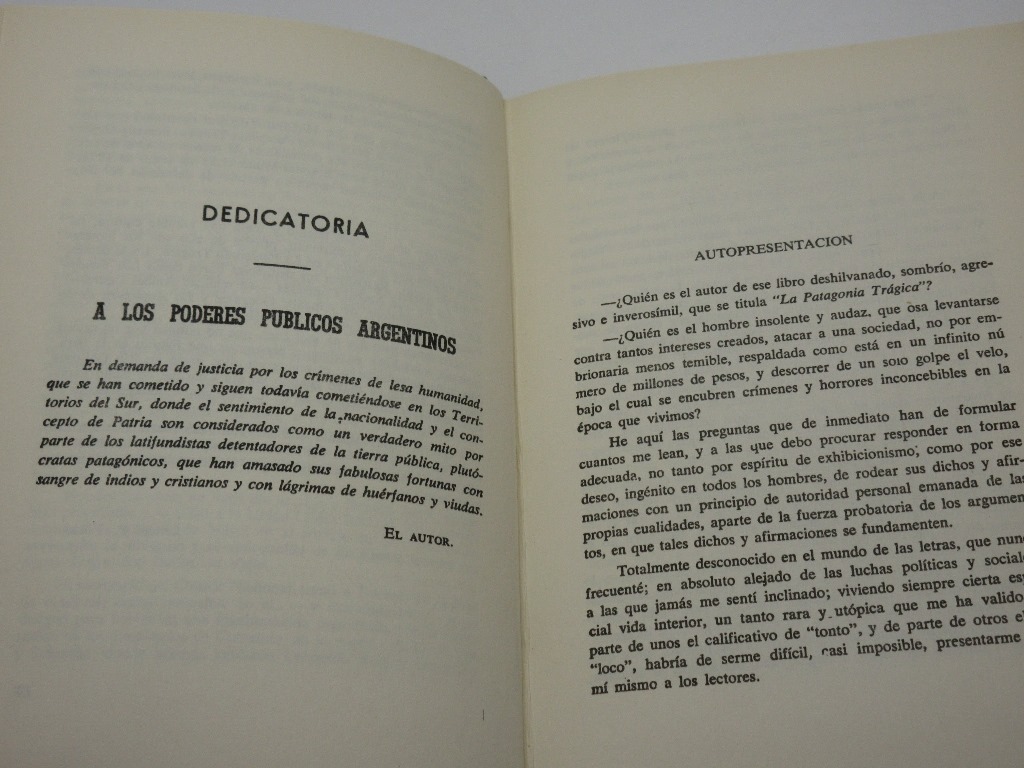 DEDICATORIA
A LOS PODERES PUBLICOS ARGENTINOS
En demanda de justicia por los crímenes de lesa humanidad,
que se han cometido y siguen todavía cometiéndose en los Terri-
torios del Sur, donde el sentimiento de la nacionalidad y el con-
cepto de Patria son considerados como un verdadero mito por
parte de los latifundistas detentadores de la tierra pública, plutó-
cratas patagónicos, que han amasado sus fabulosas fortunas con
sangre de indios y cristianos y con lágrimas de huérfanos y viudas.
EL AUTOR.
AUTOPRESENTACION
—¿Quién es el autor de ese libro deshilvanado, sombrío, agre-
sivo e inverosímil, que se titula "La Patagonia Trágica"?
—¿Quién es el hombre insolente y audaz, que osa levantarse
contra tantos intereses creados, atacar a una sociedad, no por em-
brionaria menos temible, respaldada como está en un infinito nú
mero de millones de pesos, y descorrer de un solo golpe el velo,
bajo el cual se encubren crímenes y horrores inconcebibles en la
época que vivimos?
He aquí las preguntas que de inmediato han de formular
cuantos me lean, y a las que debo procurar responder en forma
adecuada, no tanto por espíritu de exhibicionismo, como por ese
deseo, ingénito en todos los hombres, de rodear sus dichos y afir-
maciones con un principio de autoridad personal emanada de las
propias cualidades, aparte de la fuerza probatoria de los argumen
tos, en que tales dichos y afirmaciones se fundamenten.
Totalmente desconocido en el mundo de las letras, que nun
frecuenté; en absoluto alejado de las luchas políticas y social
a las que jamás me sentí inclinado; viviendo siempre cierta es
cial vida interior, un tanto rara y utópica que me ha valido
parte de unos el calificativo de "tonto", y de parte de otros e
"loco", habría de serme difícil, casi imposible, presentarme
mí mismo a los lectores.